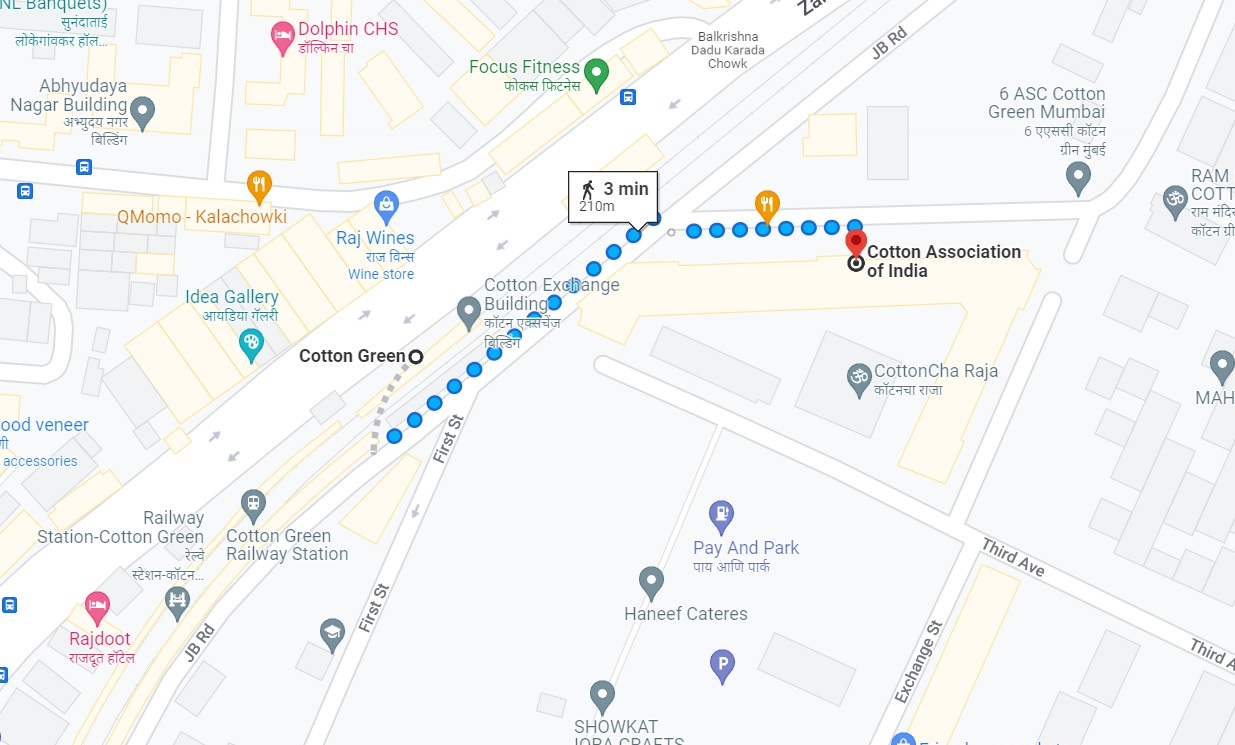 NL Banquets)
सुनंदाताई
लोकेगांवकर हॉल...
Dolphin CHS
डॉल्फिन चा
Balkrishna
Dadu Karada
Chowk
JB Rd
Focus Fitness
फोकस फिटनेस
Abhyudaya
Nagar Building
अभ्युदय नगर
बिल्डिंग
6 ASC Cotton
Green Mumbai
6 एएससी कॉटन
ग्रीन मुंबई
RAM
COTT
राम मंदि
कॉटन ग्री
3 min
210m
QMomo - Kalachowki
Raj Wines
राज विन्स
Wine store
Cotton Association
of India
Idea Gallery
आयडिया गॅलरी
Cotton Exchange
Building
कॉटन एक्सचेंज
बिल्डिंग
Cotton Green
CottonCha Raja
कॉटनचा राजा
MAH
ood veneer
णी
accessories
First St
Railway
Station-Cotton Green
रेल्वे
स्टेशन-कॉटन...
Cotton Green
Railway Station
Pay And Park
पाय आणि पार्क
Third Ave
Haneef Cateres
First St
Rajdoot
राजदूत हॉटेल
JB Rd
P
Exchange St
Third A
SHOWKAT